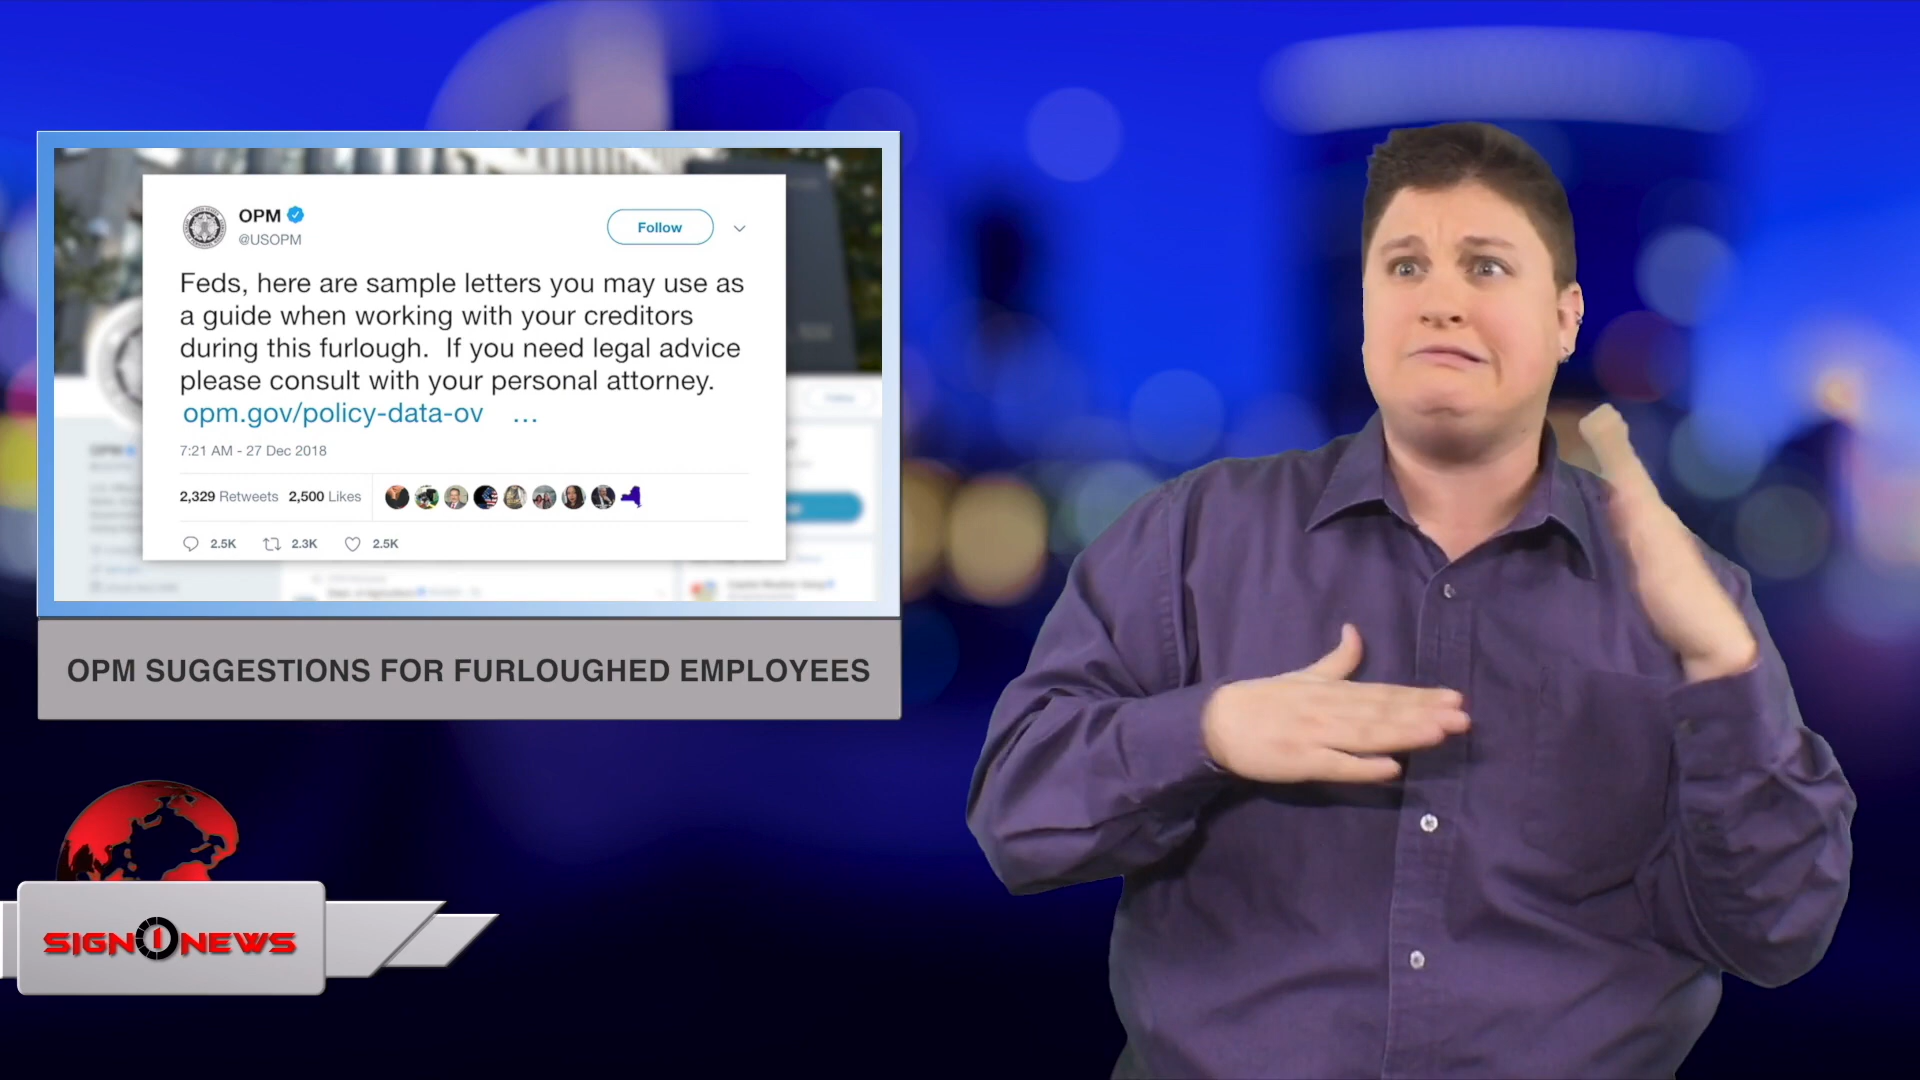 OPM
@USOPM
Follow
Feds, here are sample letters you may use as
a guide when working with your creditors
during this furlough.  If you need legal advice
please consult with your personal attorney.
opm.gov/policy-data-ov ...
7:21 AM - 27 Dec 2018
2,329 Retweets 2,500 Likes
2.5K 2.3K 2.5K
OPM SUGGESTIONS FOR FURLOUGHED EMPLOYEES
SIGN1NEWS